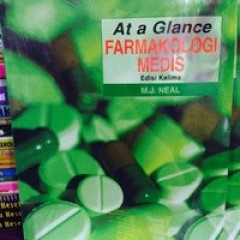 At a Glance
FARMAKOLOGI
MEDIS
Edisi Kelima
M.J. NEAL